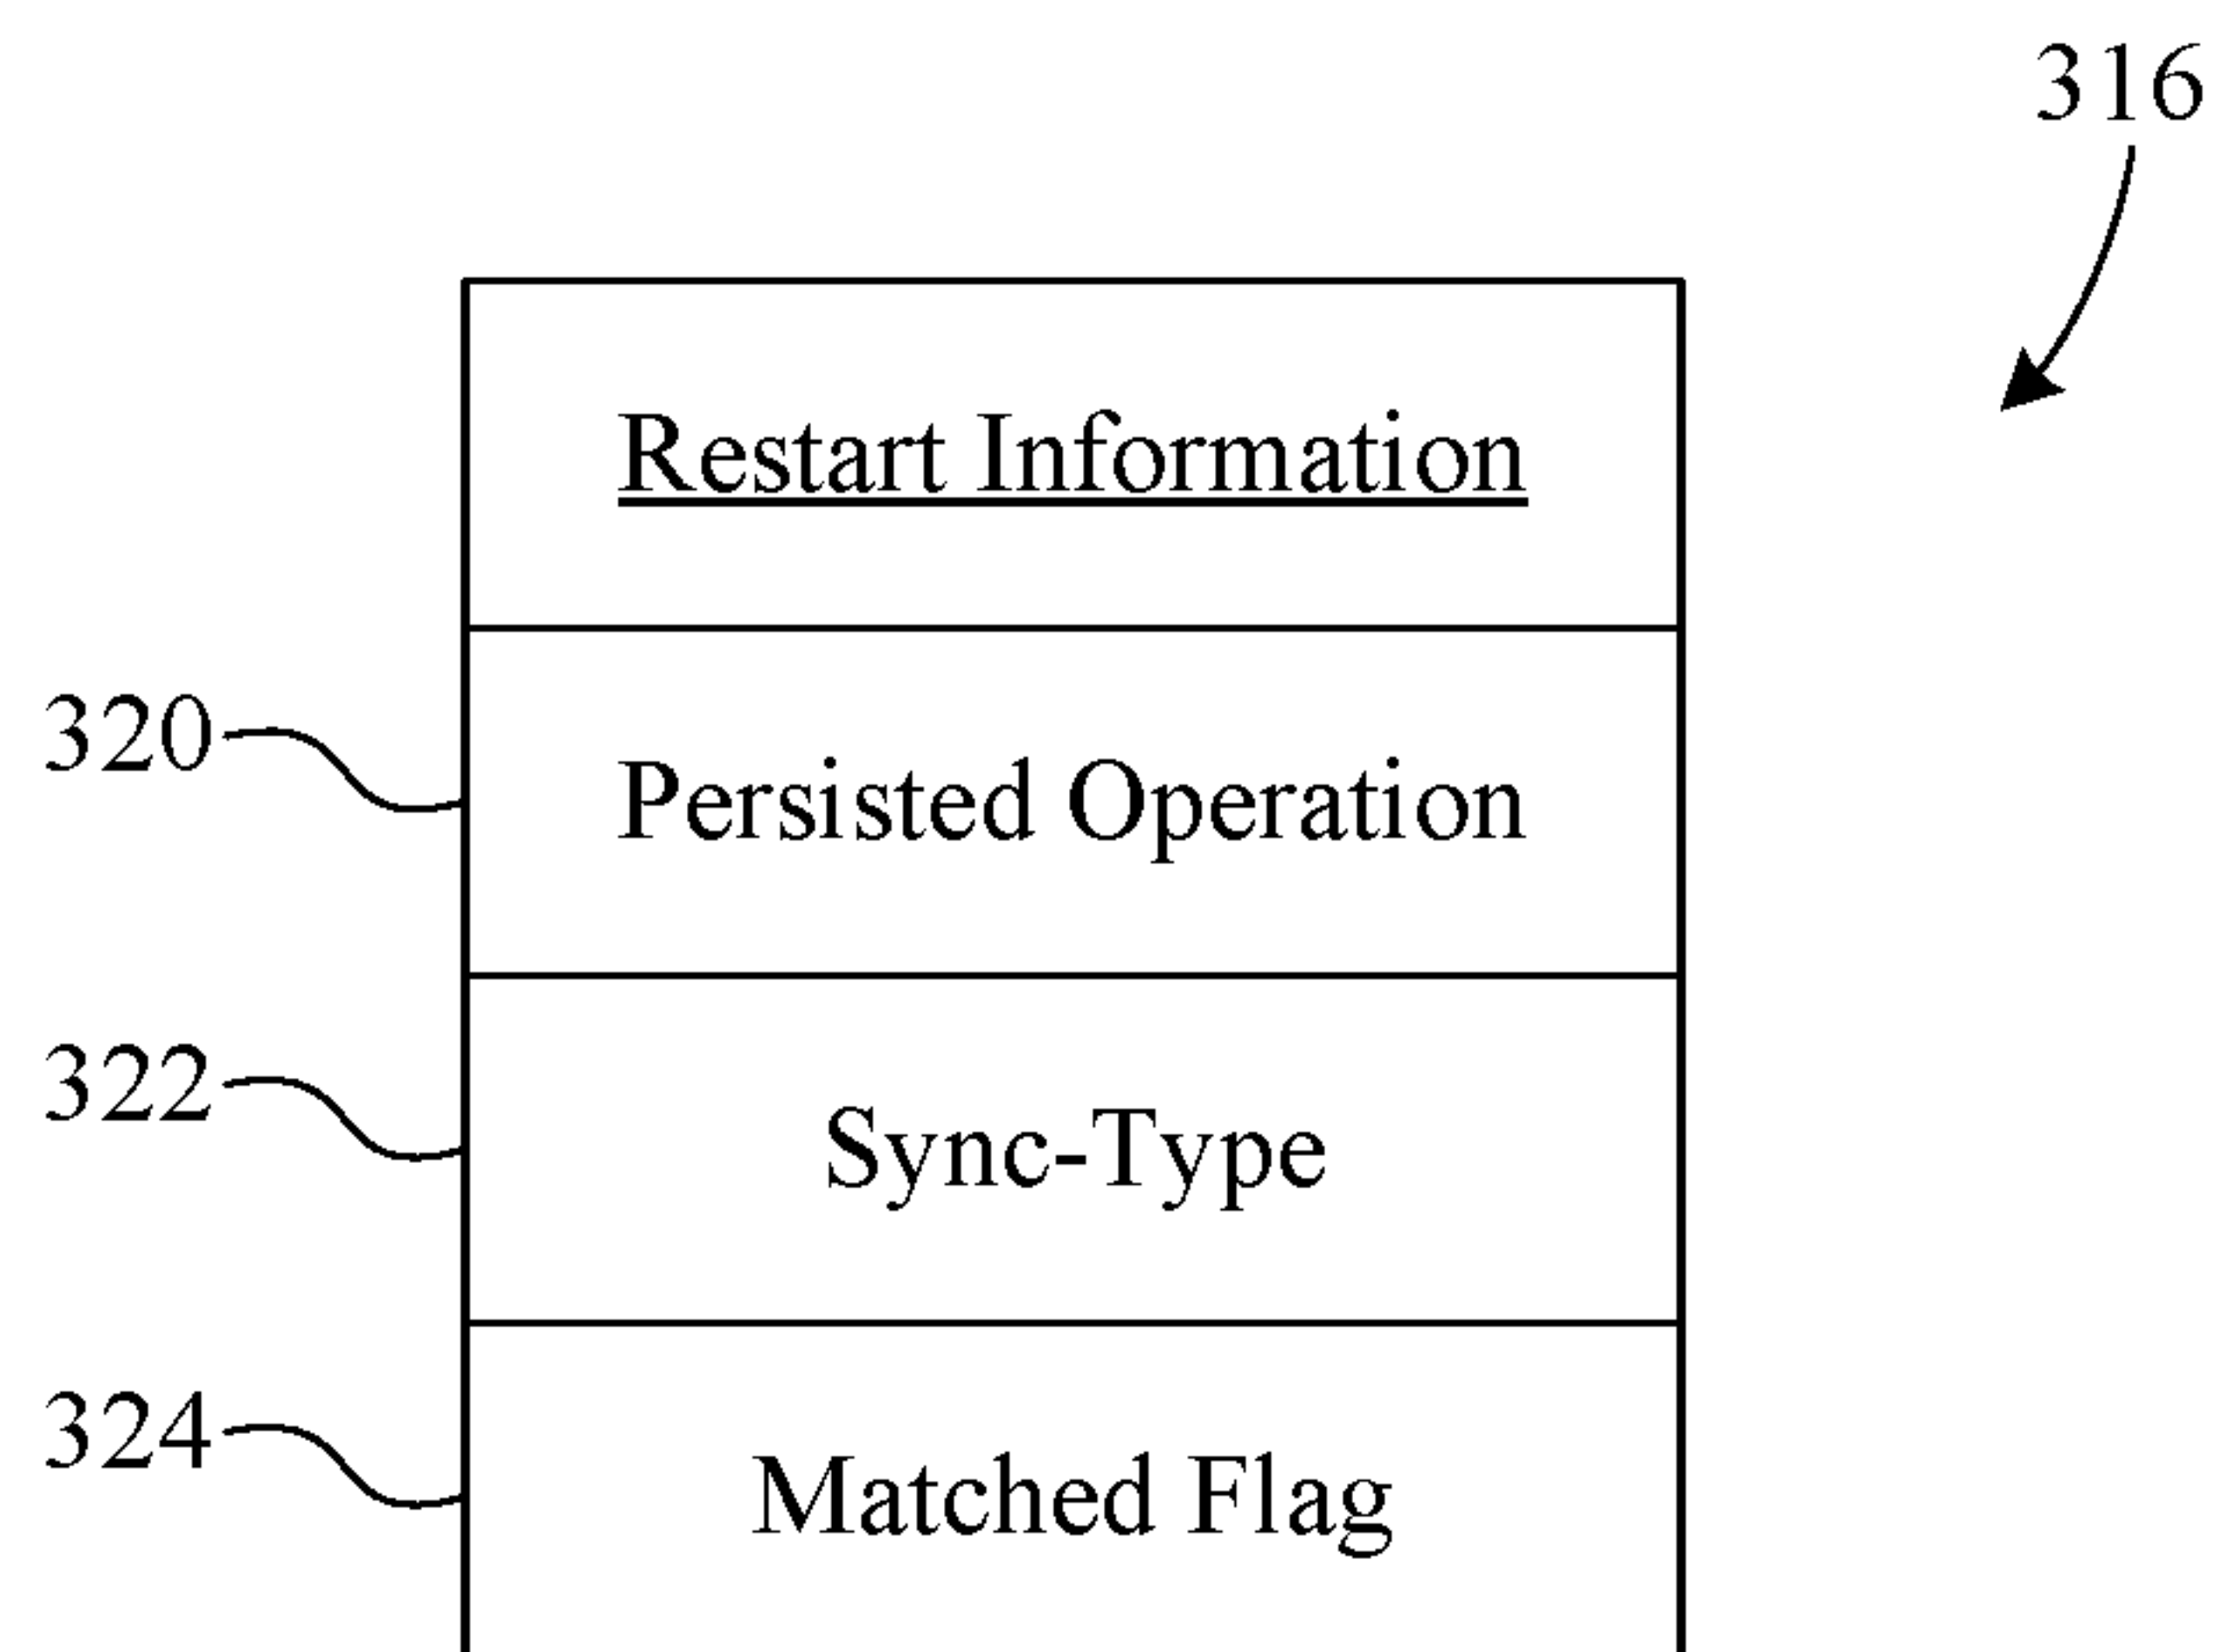 316
Restart Information
320
Persisted Operation
322
Sync-Type
324
Matched Flag